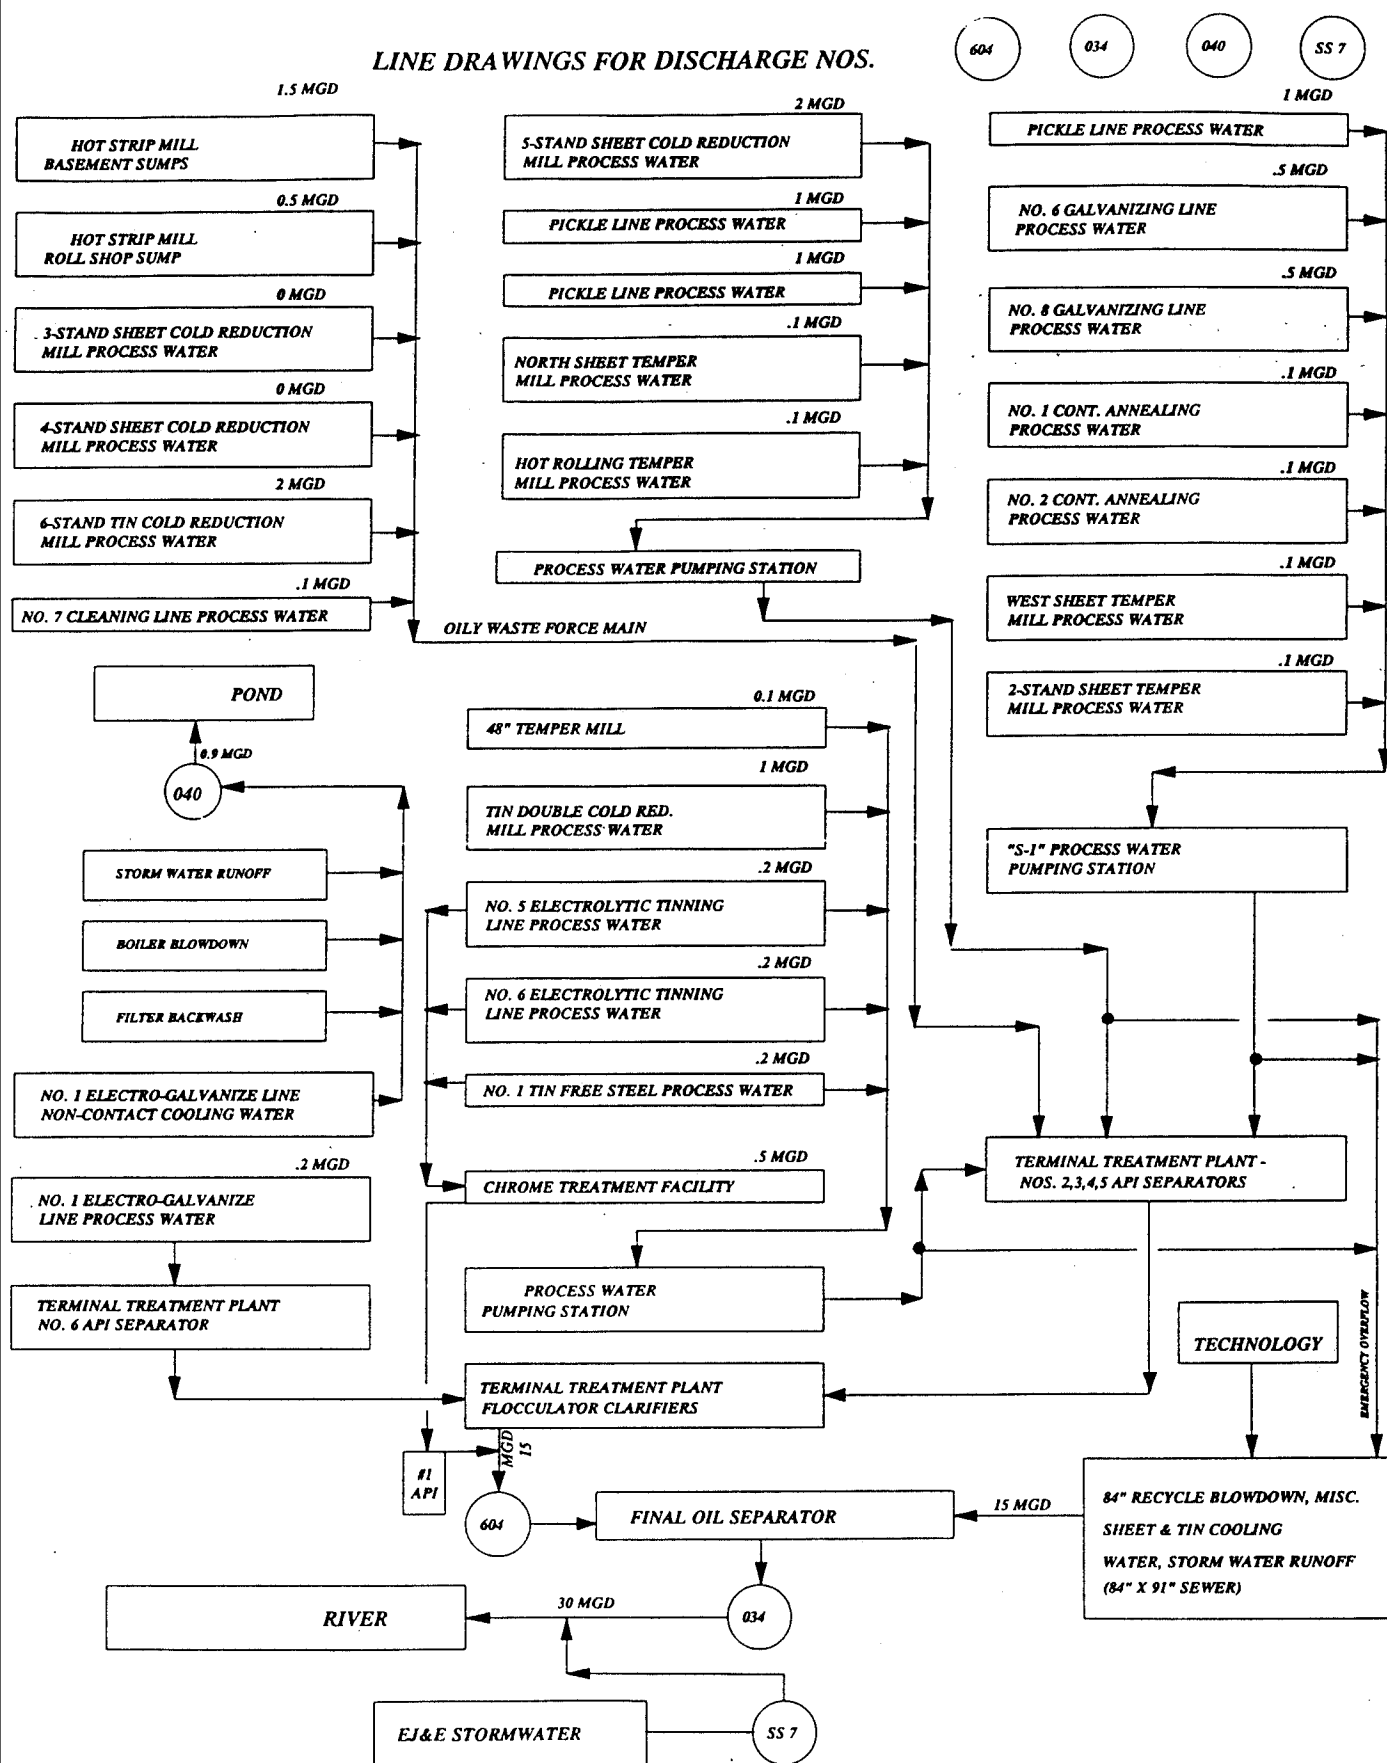 LINE DRAWINGS FOR DISCHARGE NOS.
604
034
040
SS 7
1.5 MGD
HOT STRIP MILL
BASEMENT SUMPS
0.5 MGD
HOT STRIP MILL
ROLL SHOP SUMP
0 MGD
3-STAND SHEET COLD REDUCTION
MILL PROCESS WATER
0 MGD
4-STAND SHEET COLD REDUCTION
MILL PROCESS WATER
2 MGD
6-STAND TIN COLD REDUCTION
MILL PROCESS WATER
.1 MGD
NO. 7 CLEANING LINE PROCESS WATER
2 MGD
5-STAND SHEET COLD REDUCTION
MILL PROCESS WATER
1 MGD
PICKLE LINE PROCESS WATER
1 MGD
PICKLE LINE PROCESS WATER
.1 MGD
NORTH SHEET TEMPER
MILL PROCESS WATER
.1 MGD
HOT ROLLING TEMPER
MILL PROCESS WATER
PROCESS WATER PUMPING STATION
OILY WASTE FORCE MAIN
1 MGD
PICKLE LINE PROCESS WATER
.5 MGD
NO. 6 GALVANIZING LINE
PROCESS WATER
.5 MGD
NO. 8 GALVANIZING LINE
PROCESS WATER
.1 MGD
NO. 1 CONT. ANNEALING
PROCESS WATER
.1 MGD
NO. 2 CONT. ANNEALING
PROCESS WATER
.1 MGD
WEST SHEET TEMPER
MILL PROCESS WATER
.1 MGD
2-STAND SHEET TEMPER
MILL PROCESS WATER
"S-1" PROCESS WATER
PUMPING STATION
POND
0.9 MGD
040
STORM WATER RUNOFF
BOILER BLOWDOWN
FILTER BACKWASH
NO. 1 ELECTRO-GALVANIZE LINE
NON-CONTACT COOLING WATER
.2 MGD
NO. 1 ELECTRO-GALVANIZE
LINE PROCESS WATER
TERMINAL TREATMENT PLANT
NO. 6 API SEPARATOR
0.1 MGD
48" TEMPER MILL
1 MGD
TIN DOUBLE COLD RED.
MILL PROCESS WATER
.2 MGD
NO. 5 ELECTROLYTIC TINNING
LINE PROCESS WATER
.2 MGD
NO. 6 ELECTROLYTIC TINNING
LINE PROCESS WATER
.2 MGD
NO. 1 TIN FREE STEEL PROCESS WATER
.5 MGD
CHROME TREATMENT FACILITY
PROCESS WATER
PUMPING STATION
TERMINAL TREATMENT PLANT -
NOS. 2,3,4,5 API SEPARATORS
TERMINAL TREATMENT PLANT
FLOCCULATOR CLARIFIERS
MGD
15
#1
API
604
FINAL OIL SEPARATOR
15 MGD
TECHNOLOGY
EMERGENCY OVERFLOW
84" RECYCLE BLOWDOWN, MISC.
SHEET & TIN COOLING
WATER, STORM WATER RUNOFF
(84" X 91" SEWER)
034
30 MGD
RIVER
EJ&E STORMWATER
SS 7